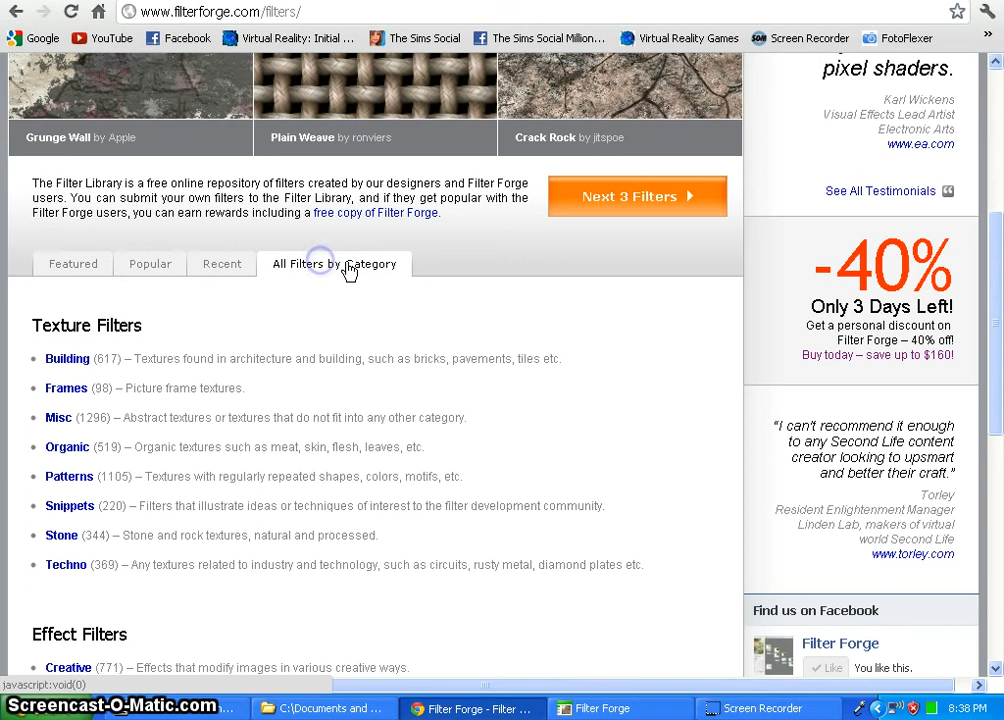 www.filterforge.com/filters/
Google YouTube Facebook Virtual Reality: Initial ... The Sims Social The Sims Social Million... Virtual Reality Games Screen Recorder FotoFlexer »
Grunge Wall by Apple Plain Weave by ronviers Crack Rock by jitspoe
The Filter Library is a free online repository of filters created by our designers and Filter Forge
users. You can submit your own filters to the Filter Library, and if they get popular with the
Filter Forge users, you can earn rewards including a free copy of Filter Forge.
Next 3 Filters
Featured Popular Recent All Filters by Category
Texture Filters
Building (617) – Textures found in architecture and building, such as bricks, pavements, tiles etc.
Frames (98) – Picture frame textures.
Misc (1296) – Abstract textures or textures that do not fit into any other category.
Organic (519) – Organic textures such as meat, skin, flesh, leaves, etc.
Patterns (1105) – Textures with regularly repeated shapes, colors, motifs, etc.
Snippets (220) – Filters that illustrate ideas or techniques of interest to the filter development community.
Stone (344) – Stone and rock textures, natural and processed.
Techno (369) – Any textures related to industry and technology, such as circuits, rusty metal, diamond plates etc.
Effect Filters
Creative (771) – Effects that modify images in various creative ways.
pixel shaders.
Karl Wickens
Visual Effects Lead Artist
Electronic Arts
www.ea.com
See All Testimonials
-40%
Only 3 Days Left!
Get a personal discount on
Filter Forge – 40% off!
Buy today – save up to $160!
“I can't recommend it enough
to any Second Life content
creator looking to upsmart
and better their craft.”
Torley
Resident Enlightenment Manager
Linden Lab, makers of virtual
world Second Life
www.torley.com
Find us on Facebook
Filter Forge
Like You like this.
javascript:void(0)
Screencast-O-Matic.com
C:\Documents and ... Filter Forge - Filter ... Filter Forge Screen Recorder 8:38 PM